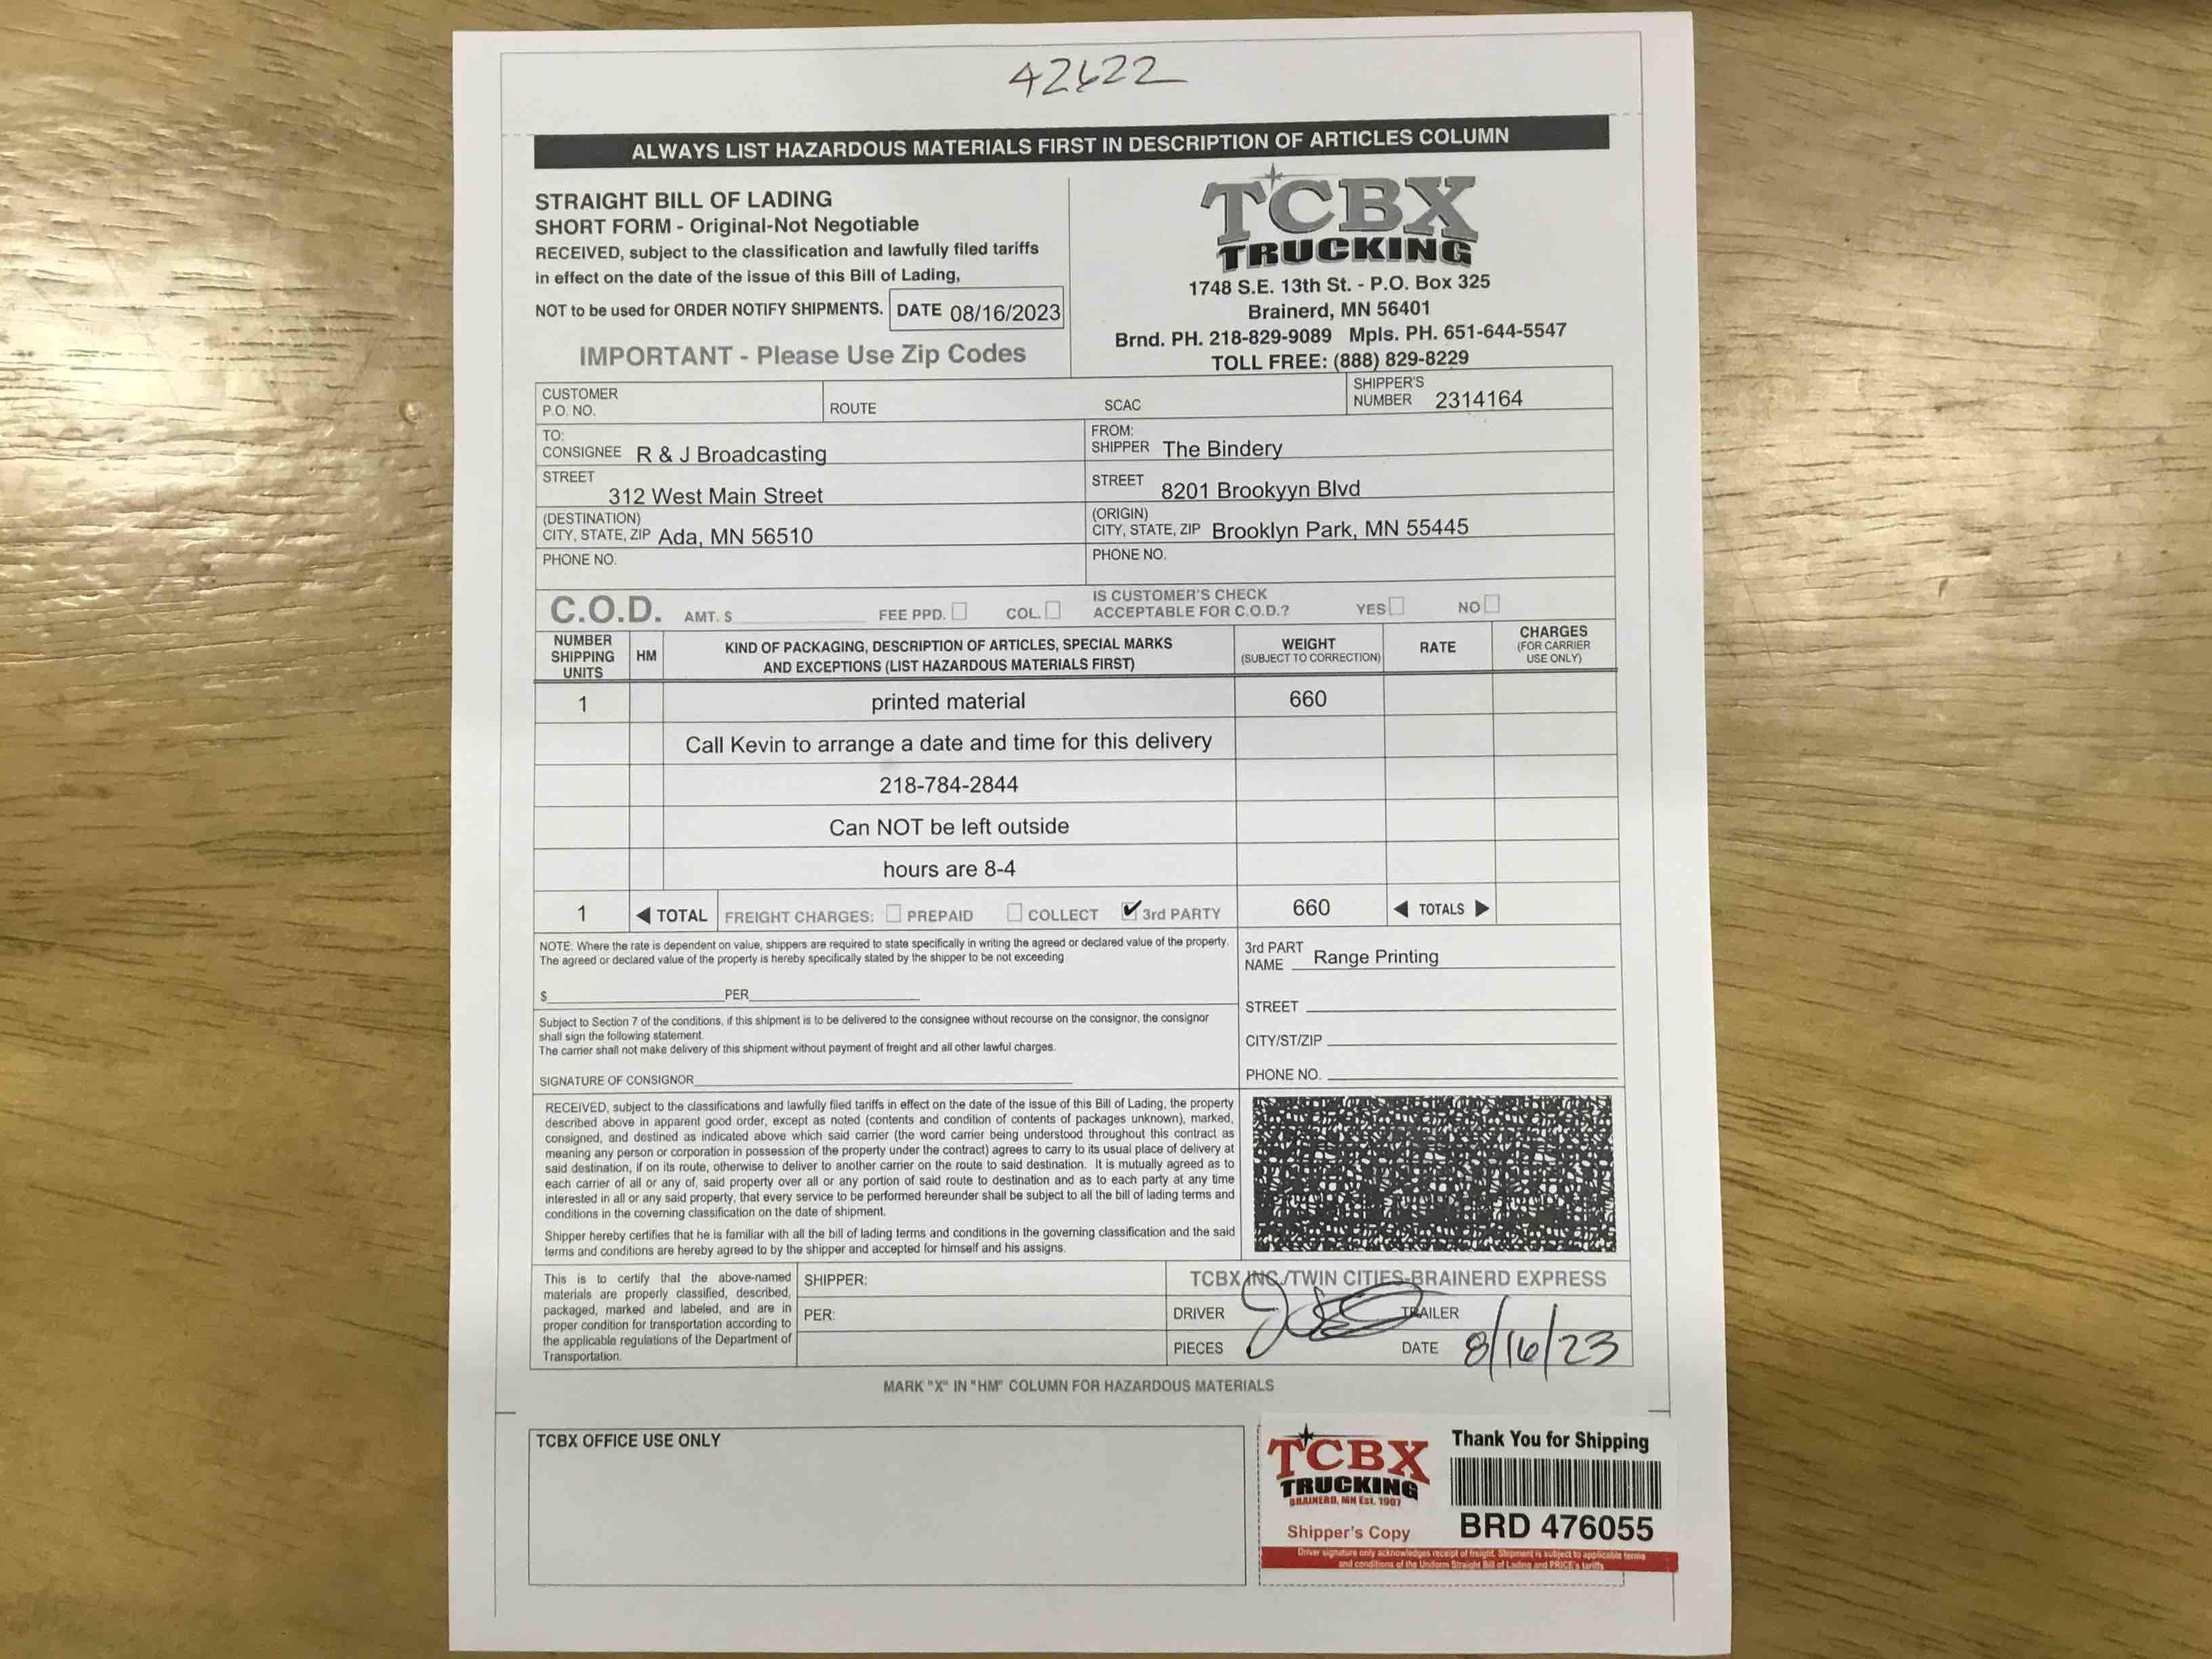 42622
ALWAYS LIST HAZARDOUS MATERIALS FIRST IN DESCRIPTION OF ARTICLES COLUMN
STRAIGHT BILL OF LADING
SHORT FORM - Original-Not Negotiable
RECEIVED, subject to the classification and lawfully filed tariffs
in effect on the date of the issue of this Bill of Lading,
NOT to be used for ORDER NOTIFY SHIPMENTS. DATE 08/16/2023
IMPORTANT - Please Use Zip Codes
TCBX
TRUCKING
1748 S.E. 13th St. - P.O. Box 325
Brainerd, MN 56401
Brnd. PH. 218-829-9089 Mpls. PH. 651-644-5547
TOLL FREE: (888) 829-8229
CUSTOMER
P.O. NO.
ROUTE
SCAC
SHIPPER'S
NUMBER 2314164
TO:
CONSIGNEE R & J Broadcasting
FROM:
SHIPPER The Bindery
STREET
312 West Main Street
STREET 8201 Brookyyn Blvd
(DESTINATION)
CITY, STATE, ZIP Ada, MN 56510
(ORIGIN)
CITY, STATE, ZIP Brooklyn Park, MN 55445
PHONE NO.
PHONE NO.
C.O.D. AMT. $ FEE PPD. COL.
IS CUSTOMER'S CHECK
ACCEPTABLE FOR C.O.D.? YES NO
NUMBER
SHIPPING
UNITS
HM
KIND OF PACKAGING, DESCRIPTION OF ARTICLES, SPECIAL MARKS
AND EXCEPTIONS (LIST HAZARDOUS MATERIALS FIRST)
WEIGHT
(SUBJECT TO CORRECTION)
RATE
CHARGES
(FOR CARRIER
USE ONLY)
1 printed material 660
Call Kevin to arrange a date and time for this delivery
218-784-2844
Can NOT be left outside
hours are 8-4
1 ◀ TOTAL FREIGHT CHARGES: PREPAID COLLECT ✔ 3rd PARTY 660 ◀ TOTALS ▶
NOTE: Where the rate is dependent on value, shippers are required to state specifically in writing the agreed or declared value of the property.
The agreed or declared value of the property is hereby specifically stated by the shipper to be not exceeding
$ PER
3rd PART
NAME Range Printing
STREET
CITY/ST/ZIP
PHONE NO.
Subject to Section 7 of the conditions, if this shipment is to be delivered to the consignee without recourse on the consignor, the consignor
shall sign the following statement.
The carrier shall not make delivery of this shipment without payment of freight and all other lawful charges.
SIGNATURE OF CONSIGNOR
RECEIVED, subject to the classifications and lawfully filed tariffs in effect on the date of the issue of this Bill of Lading, the property
described above in apparent good order, except as noted (contents and condition of contents of packages unknown), marked,
consigned, and destined as indicated above which said carrier (the word carrier being understood throughout this contract as
meaning any person or corporation in possession of the property under the contract) agrees to carry to its usual place of delivery at
said destination, if on its route, otherwise to deliver to another carrier on the route to said destination. It is mutually agreed as to
each carrier of all or any of, said property over all or any portion of said route to destination and as to each party at any time
interested in all or any said property, that every service to be performed hereunder shall be subject to all the bill of lading terms and
conditions in the coverning classification on the date of shipment.
Shipper hereby certifies that he is familiar with all the bill of lading terms and conditions in the governing classification and the said
terms and conditions are hereby agreed to by the shipper and accepted for himself and his assigns.
This is to certify that the above-named
materials are properly classified, described,
packaged, marked and labeled, and are in
proper condition for transportation according to
the applicable regulations of the Department of
Transportation.
SHIPPER:
PER:
TCBX INC./TWIN CITIES-BRAINERD EXPRESS
DRIVER TRAILER
PIECES DATE 8/16/23
MARK "X" IN "HM" COLUMN FOR HAZARDOUS MATERIALS
TCBX OFFICE USE ONLY
TCBX
TRUCKING
BRAINERD, MN Est. 1907
Shipper's Copy
Thank You for Shipping
BRD 476055
Driver signature only acknowledges receipt of freight. Shipment is subject to applicable terms
and conditions of the Uniform Straight Bill of Lading and PRICE's tariffs